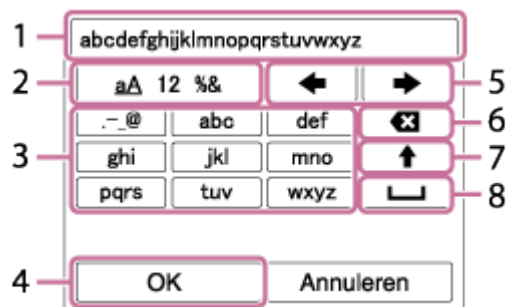 1 abcdefghijklmnopqrstuvwxyz
2 aA 12 %& 5
.-_@ abc def 6
3 ghi jkl mno 7
pqrs tuv wxyz 8
4 OK Annuleren